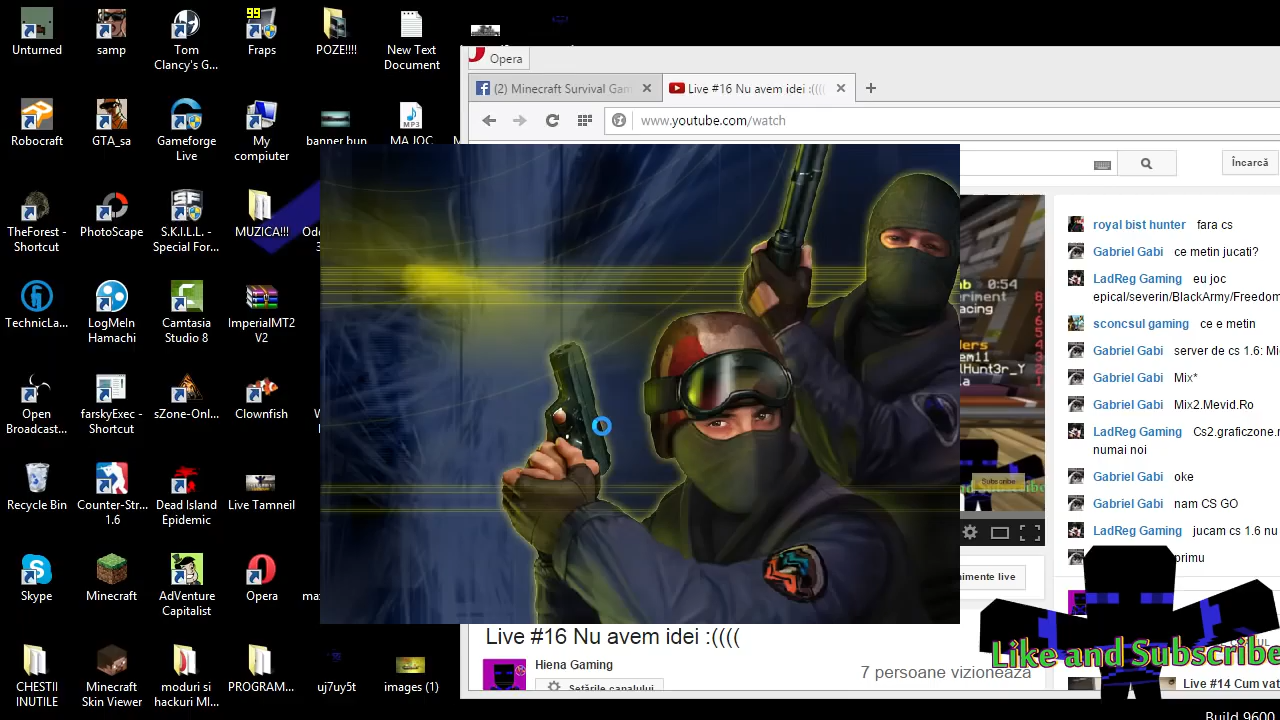 Unturned
samp
Tom
Clancy's G...
99
Fraps
POZE!!!!
New Text
Document
Robocraft
GTA_sa
Gameforge
Live
My
compiuter
banner bun
MP3
MA JOC
TheForest -
Shortcut
PhotoScape
S.K.I.L.L. -
Special For...
MUZICA!!!
TechnicLa...
LogMeIn
Hamachi
Camtasia
Studio 8
ImperialMT2
V2
Open
Broadcast...
farskyExec -
Shortcut
sZone-Onl...
Clownfish
Recycle Bin
Counter-Str...
1.6
Dead Island
Epidemic
Live Tamneil
Skype
Minecraft
AdVenture
Capitalist
Opera
CHESTII
INUTILE
Minecraft
Skin Viewer
moduri si
hackuri MI...
PROGRAM...
uj7uy5t
images (1)
Opera
(2) Minecraft Survival Gam
Live #16 Nu avem idei :((((
www.youtube.com/watch
Încarcă
0:54
royal bist hunter fara cs
Gabriel Gabi ce metin jucati?
LadReg Gaming eu joc
epical/severin/BlackArmy/Freedom
sconcsul gaming ce e metin
Gabriel Gabi server de cs 1.6: Mi
Gabriel Gabi Mix*
Gabriel Gabi Mix2.Mevid.Ro
LadReg Gaming Cs2.graficzone.r
numai noi
Gabriel Gabi oke
Gabriel Gabi nam CS GO
LadReg Gaming jucam cs 1.6 nu
primu
Subscribe
nimente live
Live #16 Nu avem idei :((((
Hiena Gaming
Setările canalului
7 persoane vizionează
Like and Subscribe
Live #14 Cum vat
Build 9600